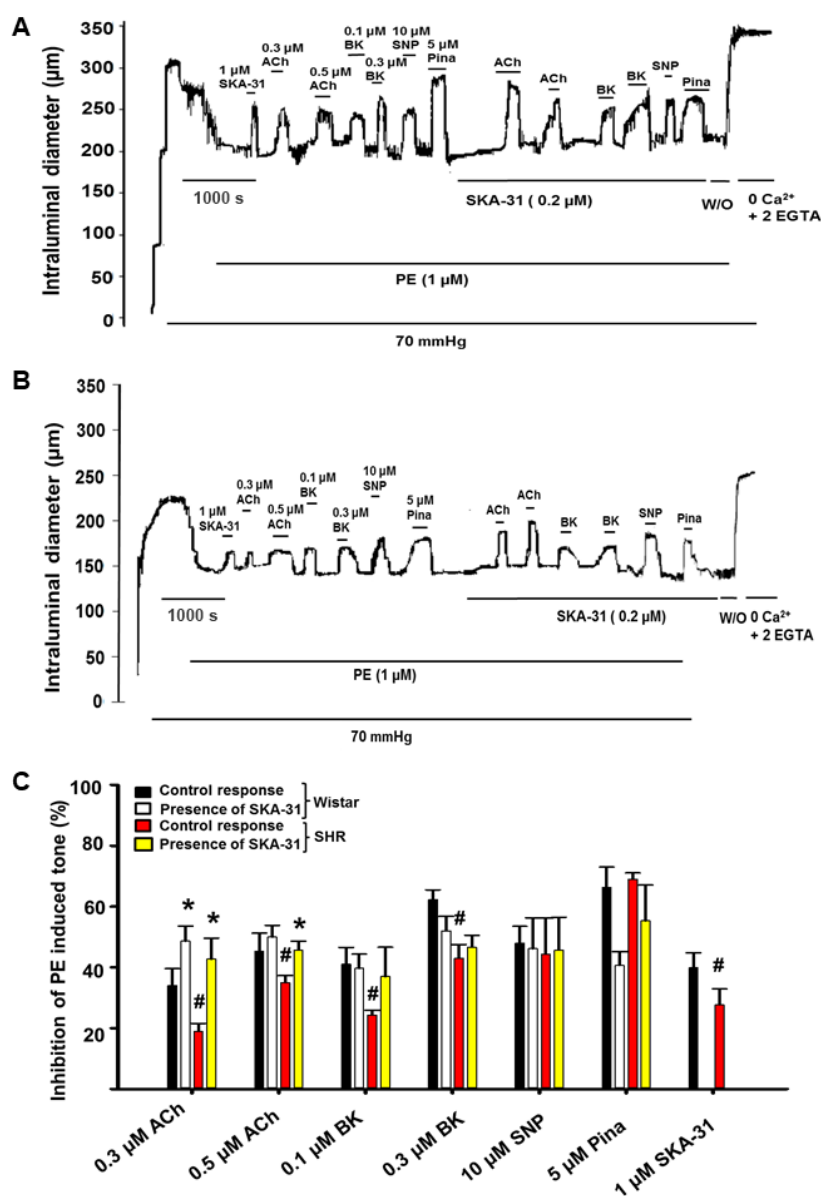 A
Intraluminal diameter (µm)
350
300
250
200
150
100
50
0
1 µM
SKA-31
0.3 µM
ACh
0.5 µM
ACh
0.1 µM
BK
0.3 µM
BK
10 µM
SNP
5 µM
Pina
ACh
ACh
BK
BK
SNP
Pina
1000 s
SKA-31 ( 0.2 µM)
W/O
0 Ca²⁺
+ 2 EGTA
PE (1 µM)
70 mmHg
B
Intraluminal diameter (µm)
350
300
250
200
150
100
50
0
1 µM
SKA-31
0.3 µM
ACh
0.5 µM
ACh
0.1 µM
BK
0.3 µM
BK
10 µM
SNP
5 µM
Pina
ACh
ACh
BK
BK
SNP
Pina
1000 s
SKA-31 ( 0.2 µM)
W/O
0 Ca²⁺
+ 2 EGTA
PE (1 µM)
70 mmHg
C
Inhibition of PE induced tone (%)
100
80
60
40
20
Control response
Presence of SKA-31
Wistar
Control response
Presence of SKA-31
SHR
*
#
*
#
*
#
#
#
0.3 µM ACh
0.5 µM ACh
0.1 µM BK
0.3 µM BK
10 µM SNP
5 µM Pina
1 µM SKA-31